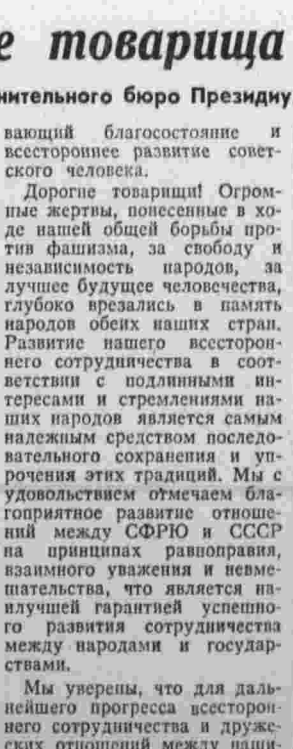 е товарища
нительного бюро Президиу
вающий благосостояние и
всестороннее развитие совет-
ского человека.
Дорогие товарищи! Огром-
ные жертвы, понесенные в хо-
де нашей общей борьбы про-
тив фашизма, за свободу и
независимость народов, за
лучшее будущее человечества,
глубоко врезались в память
народов обеих наших стран.
Развитие нашего всесторон-
него сотрудничества в соот-
ветствии с подлинными ин-
тересами и стремлениями на-
ших народов является самым
надежным средством последо-
вательного сохранения и уп-
рочения этих традиций. Мы с
удовольствием отмечаем бла-
гоприятное развитие отноше-
ний между СФРЮ и СССР
на принципах равноправия,
взаимного уважения и невме-
шательства, что является на-
илучшей гарантией успешно-
го развития сотрудничества
между народами и государ-
ствами.
Мы уверены, что для даль-
нейшего прогресса всесторон-
него сотрудничества и друже-
ских отношений между наши-